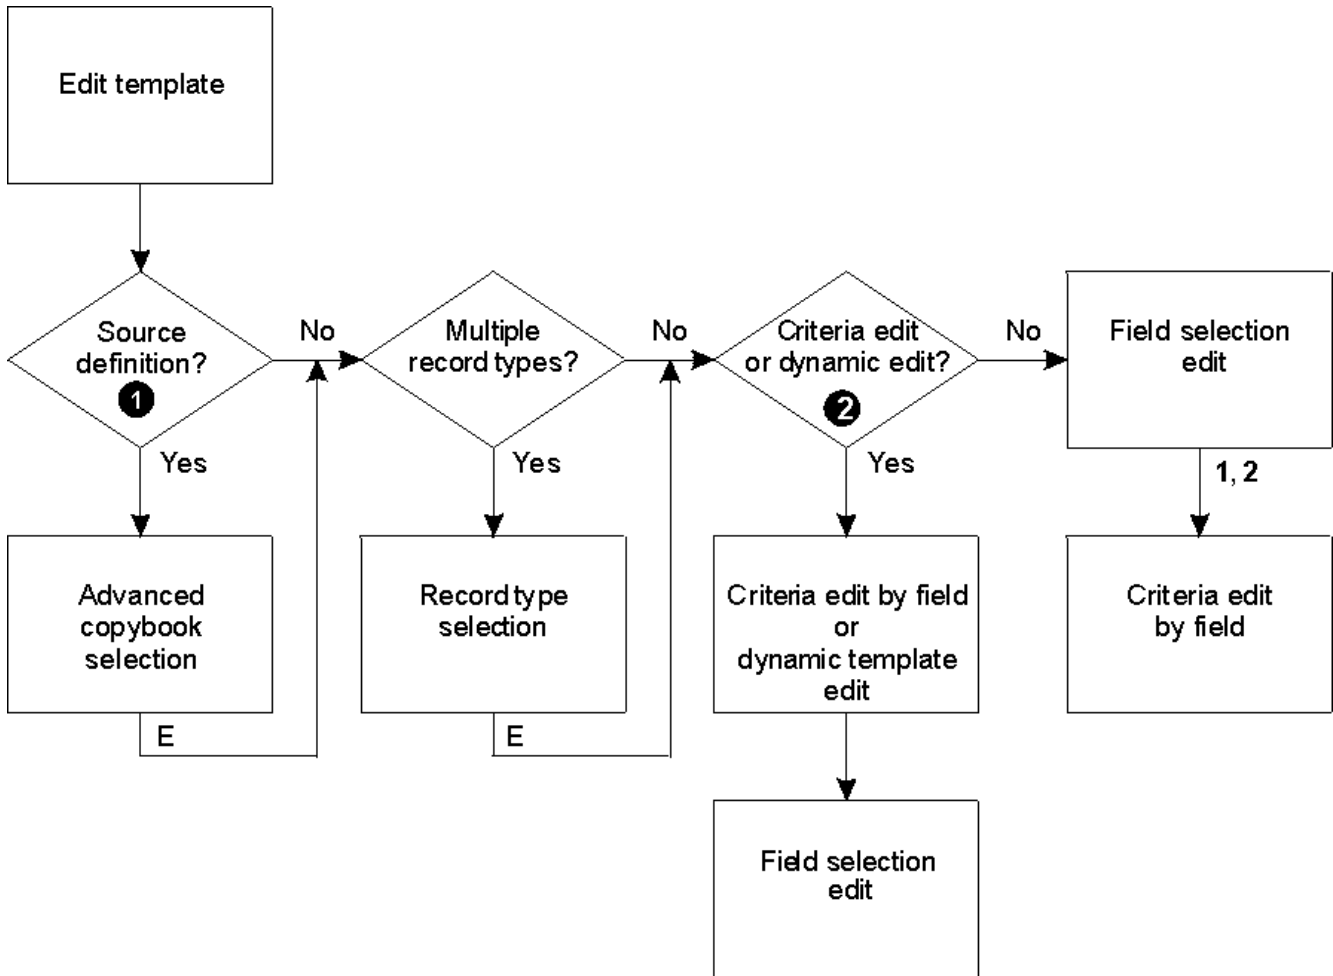 Edit template
Source
definition?
1
No
Multiple
record types?
No
Criteria edit
or dynamic edit?
2
No
Field selection
edit
Yes
Yes
Yes
1, 2
Advanced
copybook
selection
Record type
selection
Criteria edit by field
or
dynamic template
edit
Criteria edit
by field
E
E
Field selection
edit